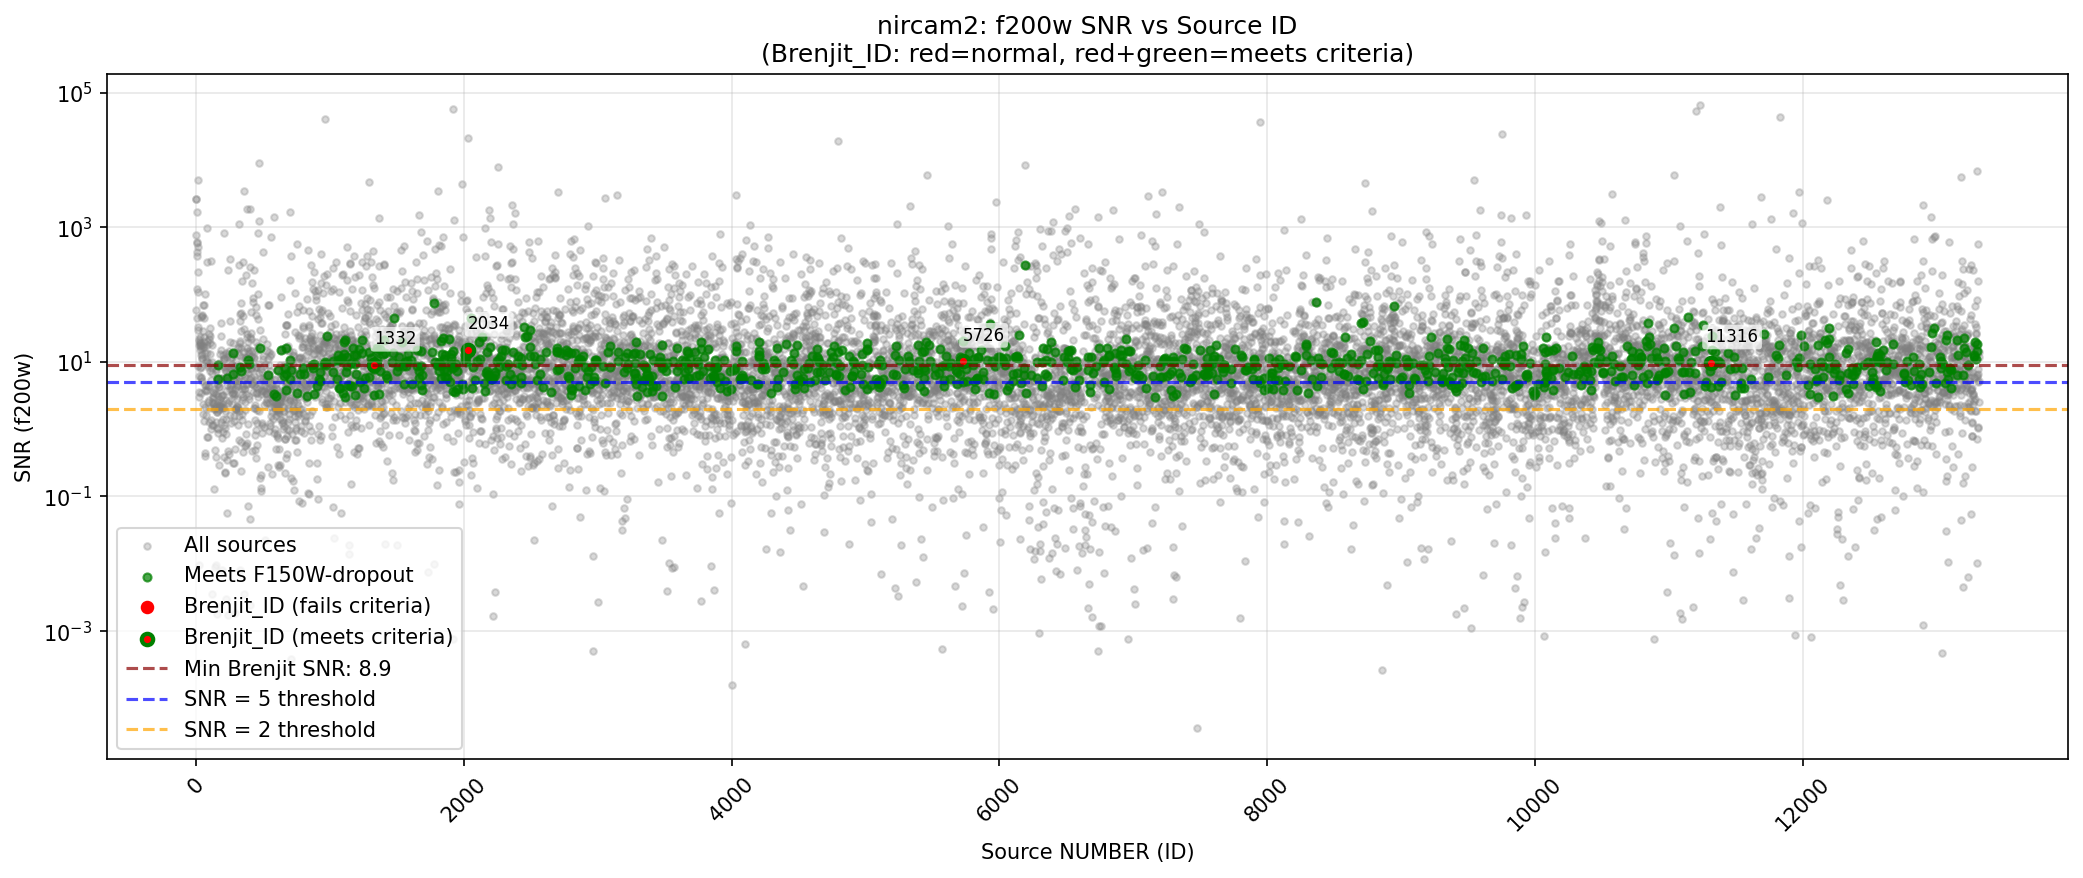 nircam2: f200w SNR vs Source ID
(Brenjit_ID: red=normal, red+green=meets criteria)
SNR (f200w)
10^5
10^3
10^1
10^-1
10^-3
1332
2034
5726
11316
All sources
Meets F150W-dropout
Brenjit_ID (fails criteria)
Brenjit_ID (meets criteria)
Min Brenjit SNR: 8.9
SNR = 5 threshold
SNR = 2 threshold
0
2000
4000
6000
8000
10000
12000
Source NUMBER (ID)